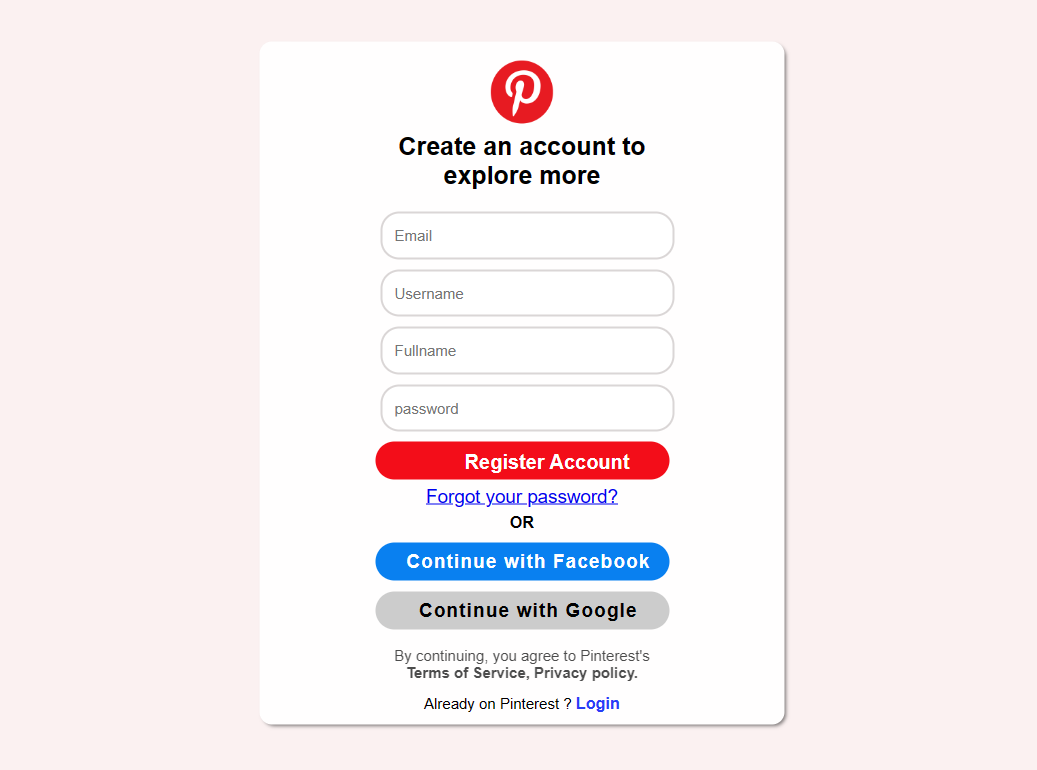 Create an account to
explore more
Email
Username
Fullname
password
Register Account
Forgot your password?
OR
Continue with Facebook
Continue with Google
By continuing, you agree to Pinterest's
Terms of Service, Privacy policy.
Already on Pinterest ? Login